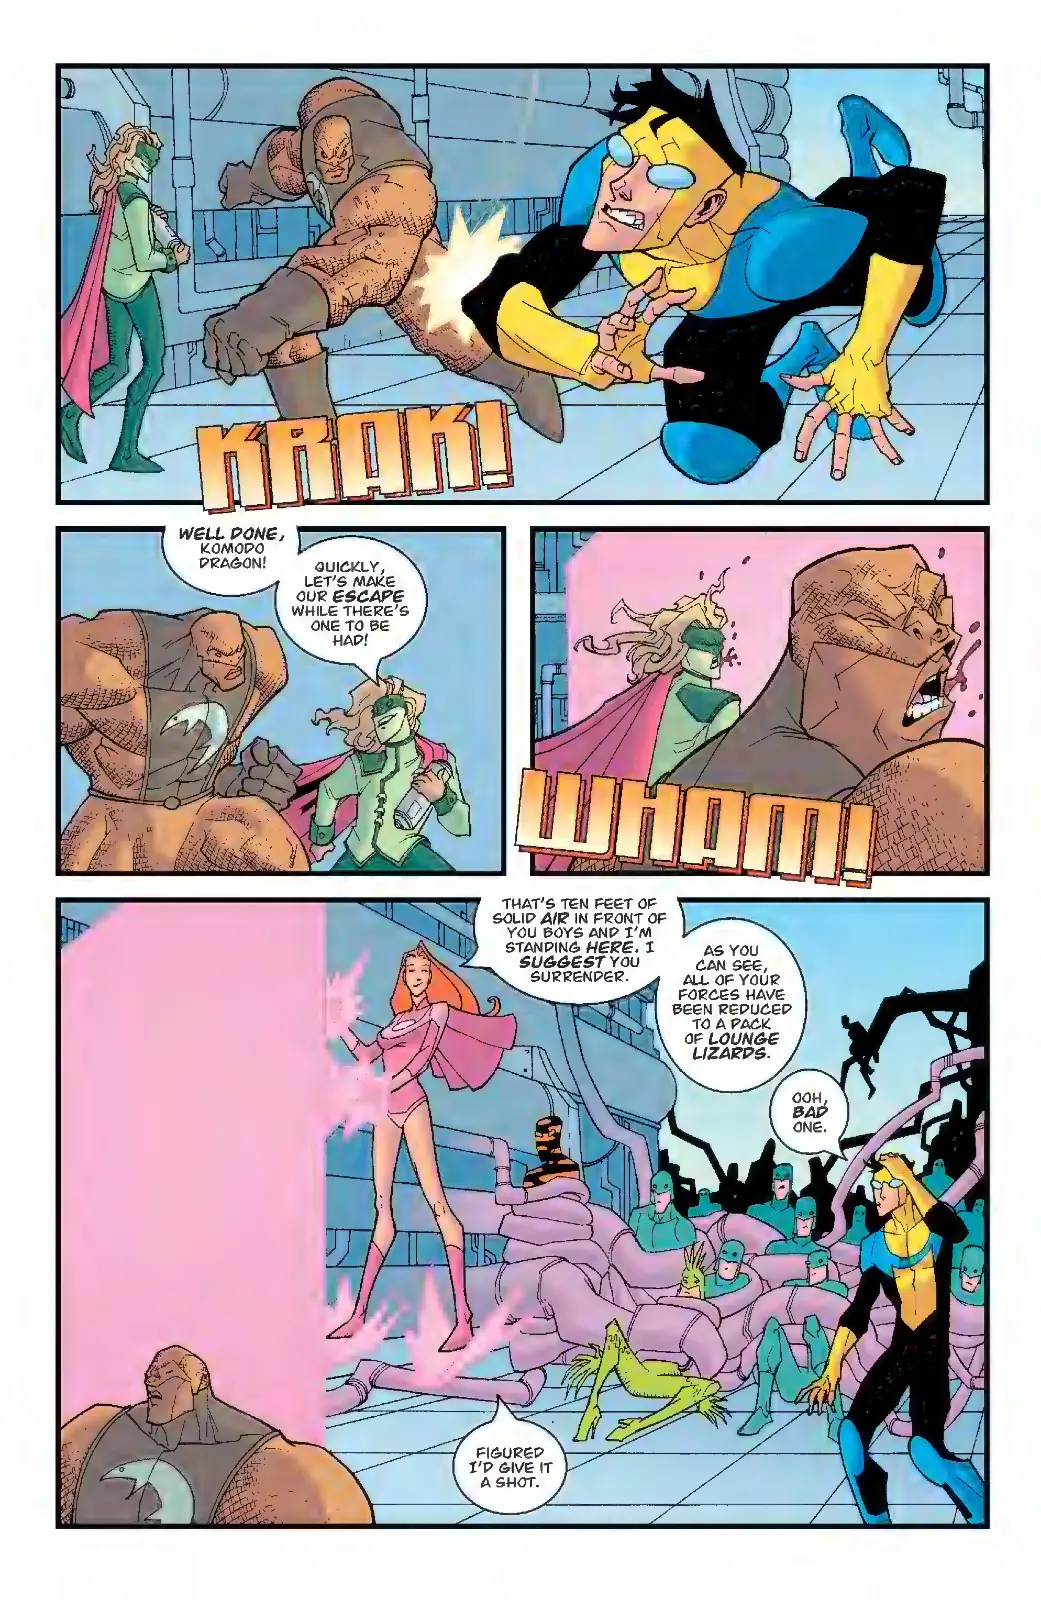 KRAK!
WELL DONE,
KOMODO
DRAGON!
QUICKLY,
LET'S MAKE
OUR ESCAPE
WHILE THERE'S
ONE TO BE
HAD!
WHAM!
THAT'S TEN FEET OF
SOLID AIR IN FRONT OF
YOU BOYS AND I'M
STANDING HERE. I
SUGGEST YOU
SURRENDER.
AS YOU
CAN SEE,
ALL OF YOUR
FORCES HAVE
BEEN REDUCED
TO A PACK
OF LOUNGE
LIZARDS.
OOH,
BAD
ONE.
FIGURED
I'D GIVE IT
A SHOT.